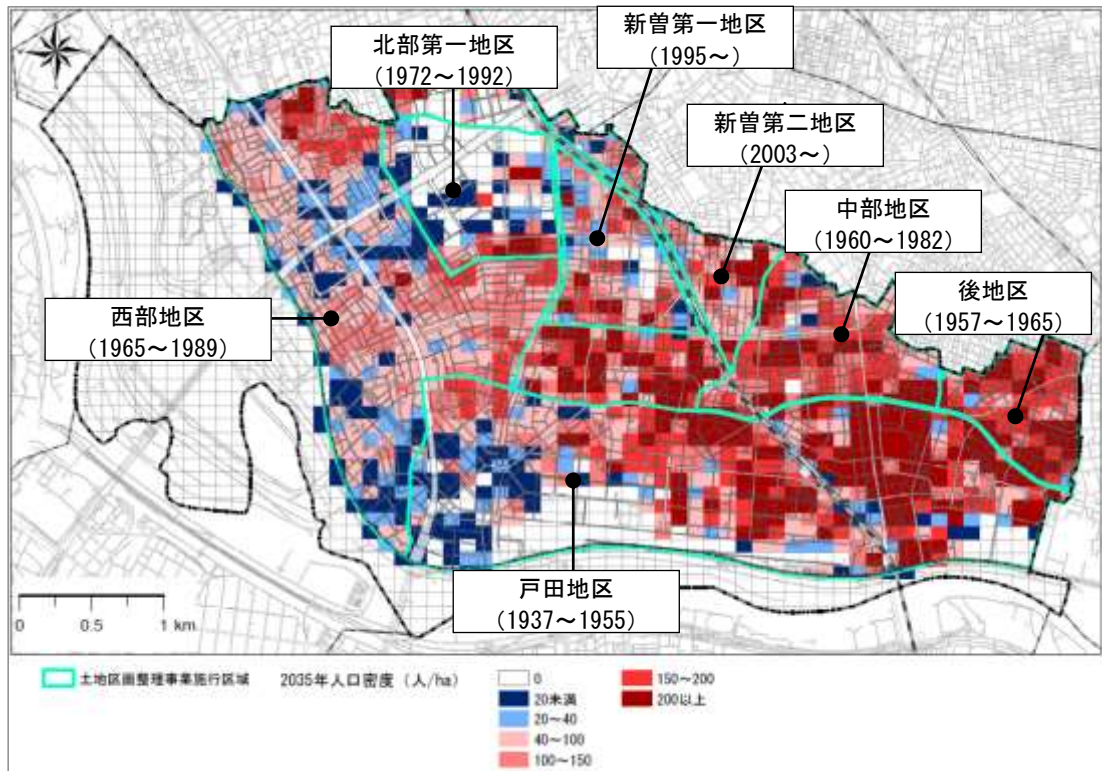 北部第一地区
(1972～1992)
新曽第一地区
(1995～)
新曽第二地区
(2003～)
中部地区
(1960～1982)
後地区
(1957～1965)
西部地区
(1965～1989)
戸田地区
(1937～1955)
0 0.5 1 km
土地区画整理事業施行区域
2035年人口密度 (人/ha)
0
20未満
20～40
40～100
100～150
150～200
200以上